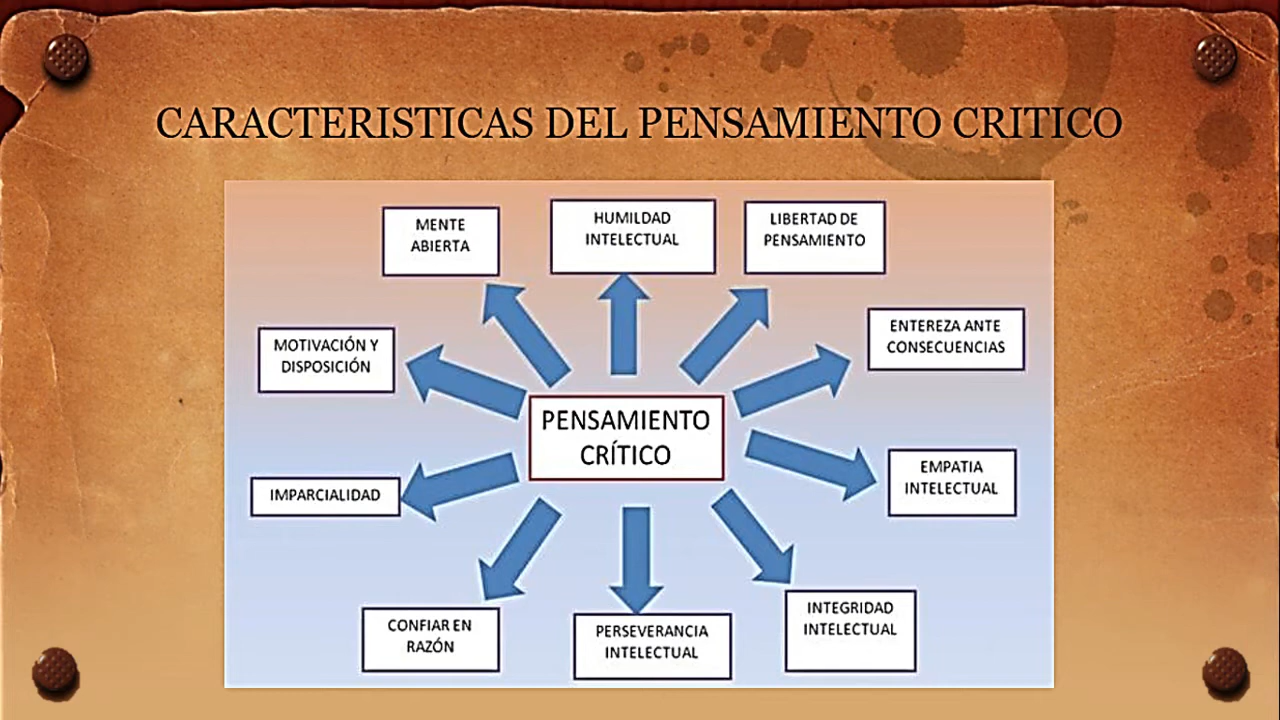 CARACTERISTICAS DEL PENSAMIENTO CRITICO
MENTE
ABIERTA
HUMILDAD
INTELECTUAL
LIBERTAD DE
PENSAMIENTO
MOTIVACIÓN Y
DISPOSICIÓN
ENTEREZA ANTE
CONSECUENCIAS
PENSAMIENTO
CRÍTICO
IMPARCIALIDAD
EMPATIA
INTELECTUAL
CONFIAR EN
RAZÓN
PERSEVERANCIA
INTELECTUAL
INTEGRIDAD
INTELECTUAL